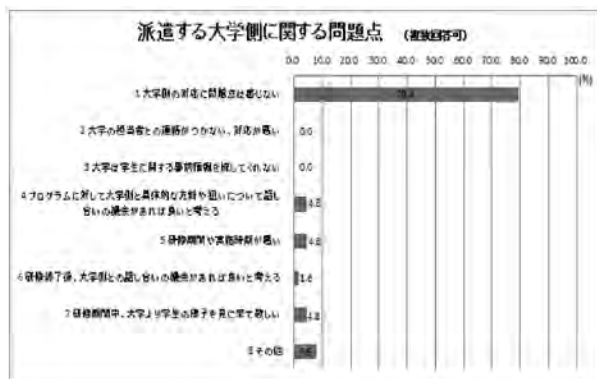 派遣する大学側に関する問題点 (複数回答可)
0.0 10.0 20.0 30.0 40.0 50.0 60.0 70.0 80.0 90.0 100.0
(%)
1 大学側の対応に問題点は感じない
2 大学の担当者との連絡がつかない、対応が悪い 0.0
3 大学は学生に関する事前情報を渡してくれない 0.0
4 プログラムに対して大学側と具体的な方針や狙いについて話し
合いの機会があれば良いと考える 4.8
5 研修期間や実施時期が悪い 4.8
6 研修終了後、大学側との話し合いの機会があれば良いと考える 1.6
7 研修期間中、大学より学生の様子を見に来て欲しい 4.8
8 その他